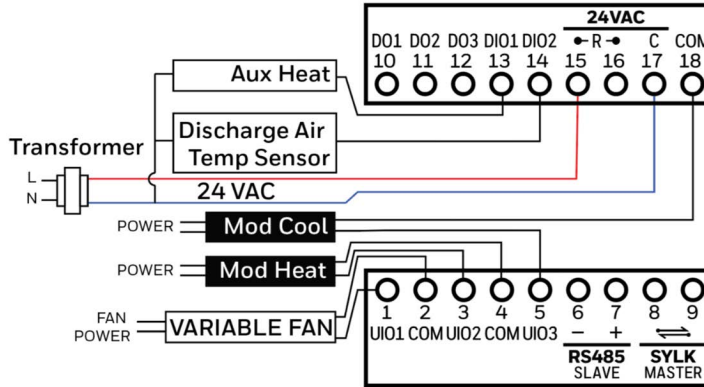 24VAC
DO1 DO2 DO3 DIO1 DIO2 R C COM
10 11 12 13 14 15 16 17 18
Aux Heat
Discharge Air
Temp Sensor
Transformer
L
N
24 VAC
POWER Mod Cool
POWER Mod Heat
FAN
POWER VARIABLE FAN
1 2 3 4 5 6 7 8 9
UIO1 COM UIO2 COM UIO3 − +
RS485 SYLK
SLAVE MASTER